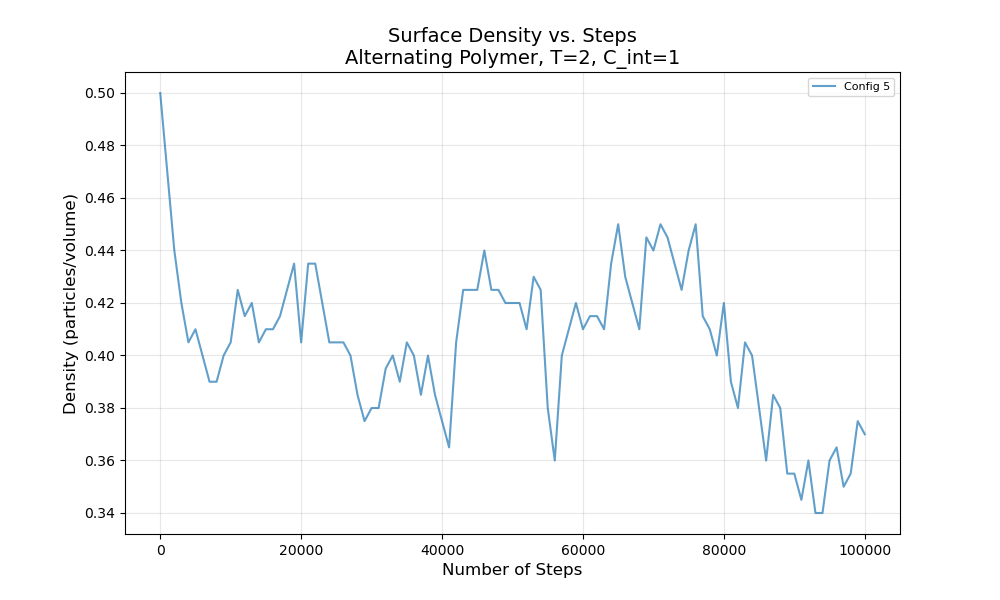 Surface Density vs. Steps
Alternating Polymer, T=2, C_int=1
Config 5
Density (particles/volume)
0.50
0.48
0.46
0.44
0.42
0.40
0.38
0.36
0.34
0 20000 40000 60000 80000 100000
Number of Steps